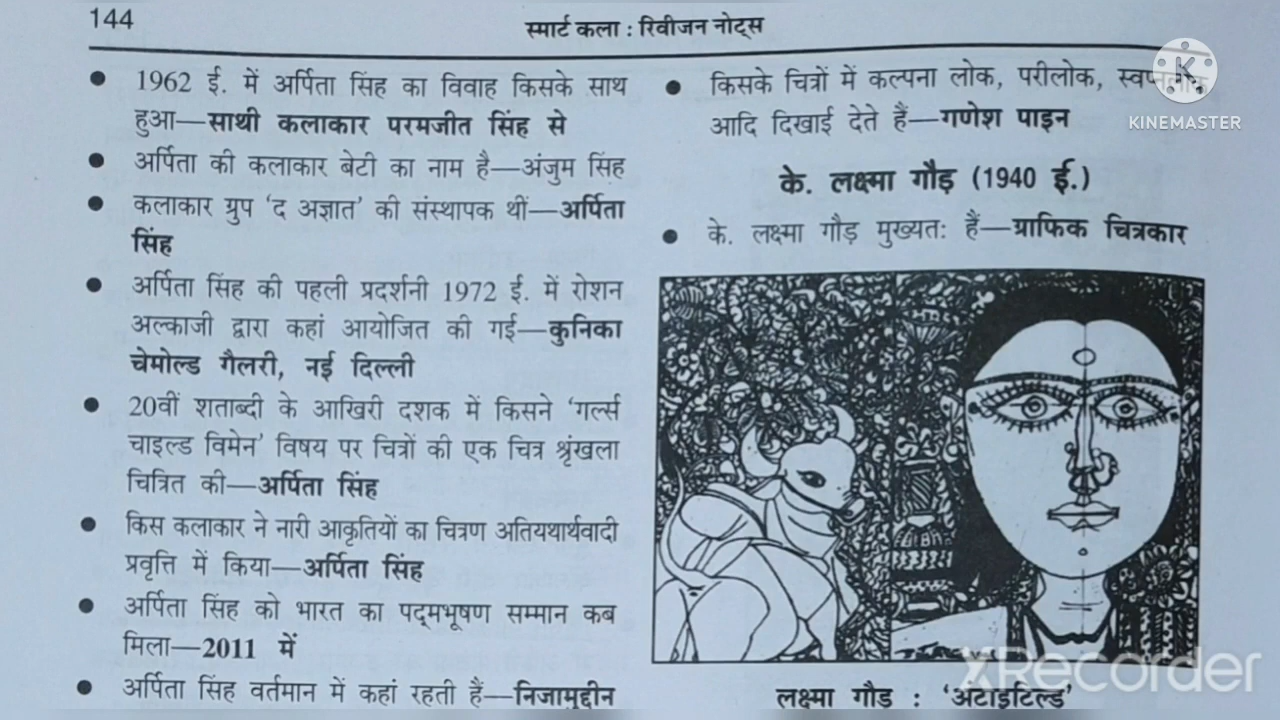 144
स्मार्ट कला : रिवीजन नोट्स
• 1962 ई. में अर्पिता सिंह का विवाह किसके साथ
हुआ—साथी कलाकार परमजीत सिंह से
• अर्पिता की कलाकार बेटी का नाम है—अंजुम सिंह
• कलाकार ग्रुप ‘द अज्ञात’ की संस्थापक थीं—अर्पिता
सिंह
• अर्पिता सिंह की पहली प्रदर्शनी 1972 ई. में रोशन
अल्काजी द्वारा कहां आयोजित की गई—कुनिका
चेमोल्ड गैलरी, नई दिल्ली
• 20वीं शताब्दी के आखिरी दशक में किसने ‘गर्ल्स
चाइल्ड विमेन’ विषय पर चित्रों की एक चित्र श्रृंखला
चित्रित की—अर्पिता सिंह
• किस कलाकार ने नारी आकृतियों का चित्रण अतियथार्थवादी
प्रवृत्ति में किया—अर्पिता सिंह
• अर्पिता सिंह को भारत का पद्मभूषण सम्मान कब
मिला—2011 में
• अर्पिता सिंह वर्तमान में कहां रहती हैं—निजामुद्दीन
• किसके चित्रों में कल्पना लोक, परीलोक, स्वप्नलोक
आदि दिखाई देते हैं—गणेश पाइन
के. लक्ष्मा गौड़ (1940 ई.)
• के. लक्ष्मा गौड़ मुख्यतः हैं—ग्राफिक चित्रकार
लक्ष्मा गौड़ : ‘अटाइटिल्ड’
KINEMASTER
XRecorder